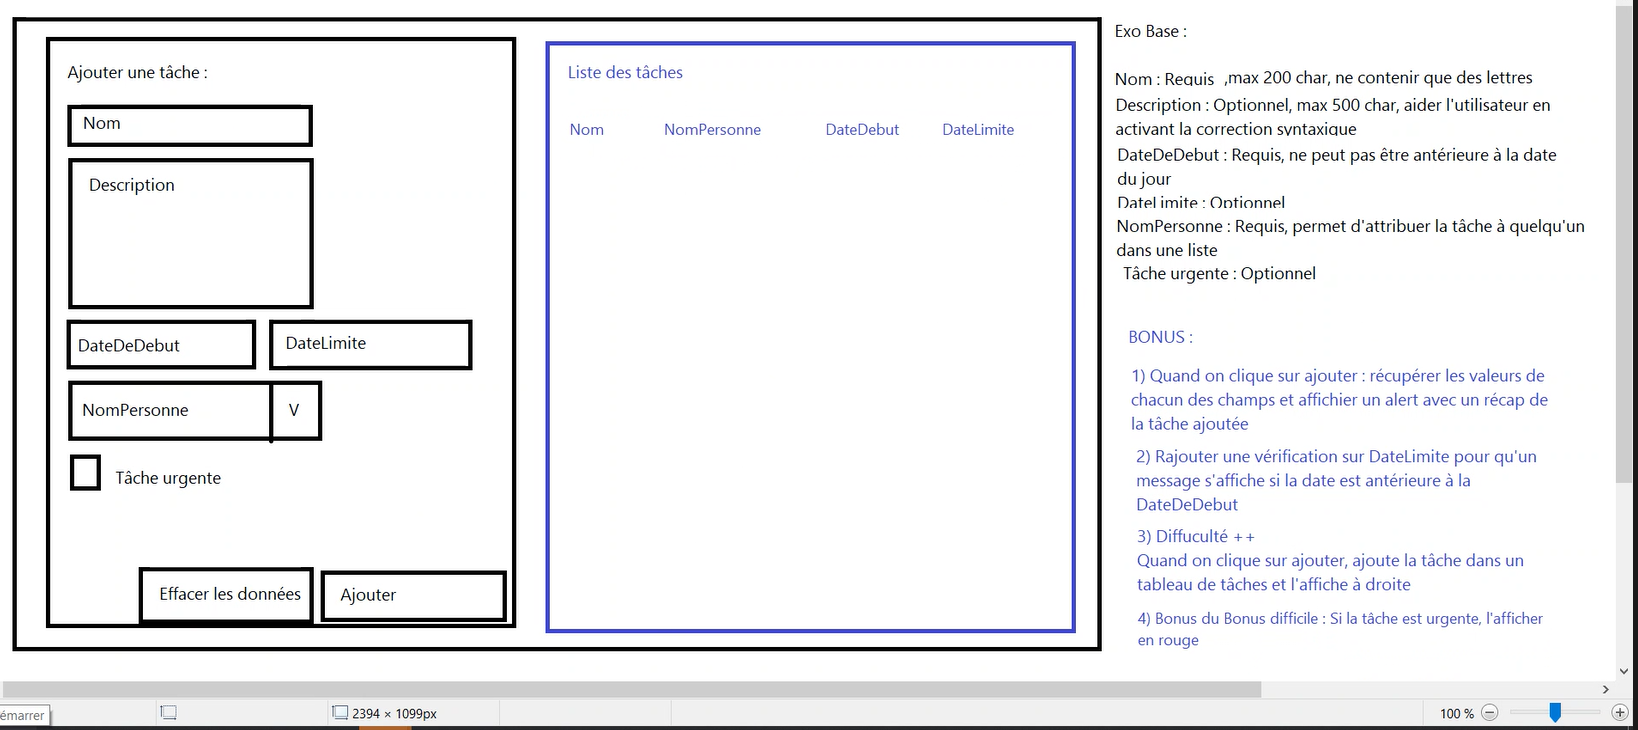 Ajouter une tâche :
Nom
Description
DateDeDebut
DateLimite
NomPersonne
V
Tâche urgente
Effacer les données
Ajouter
Liste des tâches
Nom NomPersonne DateDebut DateLimite
Exo Base :
Nom : Requis ,max 200 char, ne contenir que des lettres
Description : Optionnel, max 500 char, aider l'utilisateur en
activant la correction syntaxique
DateDeDebut : Requis, ne peut pas être antérieure à la date
du jour
DateLimite : Optionnel
NomPersonne : Requis, permet d'attribuer la tâche à quelqu'un
dans une liste
Tâche urgente : Optionnel
BONUS :
1) Quand on clique sur ajouter : récupérer les valeurs de
chacun des champs et affichier un alert avec un récap de
la tâche ajoutée
2) Rajouter une vérification sur DateLimite pour qu'un
message s'affiche si la date est antérieure à la
DateDeDebut
3) Diffuculté ++
Quand on clique sur ajouter, ajoute la tâche dans un
tableau de tâches et l'affiche à droite
4) Bonus du Bonus difficile : Si la tâche est urgente, l'afficher
en rouge
émarrer
2394 × 1099px
100 %